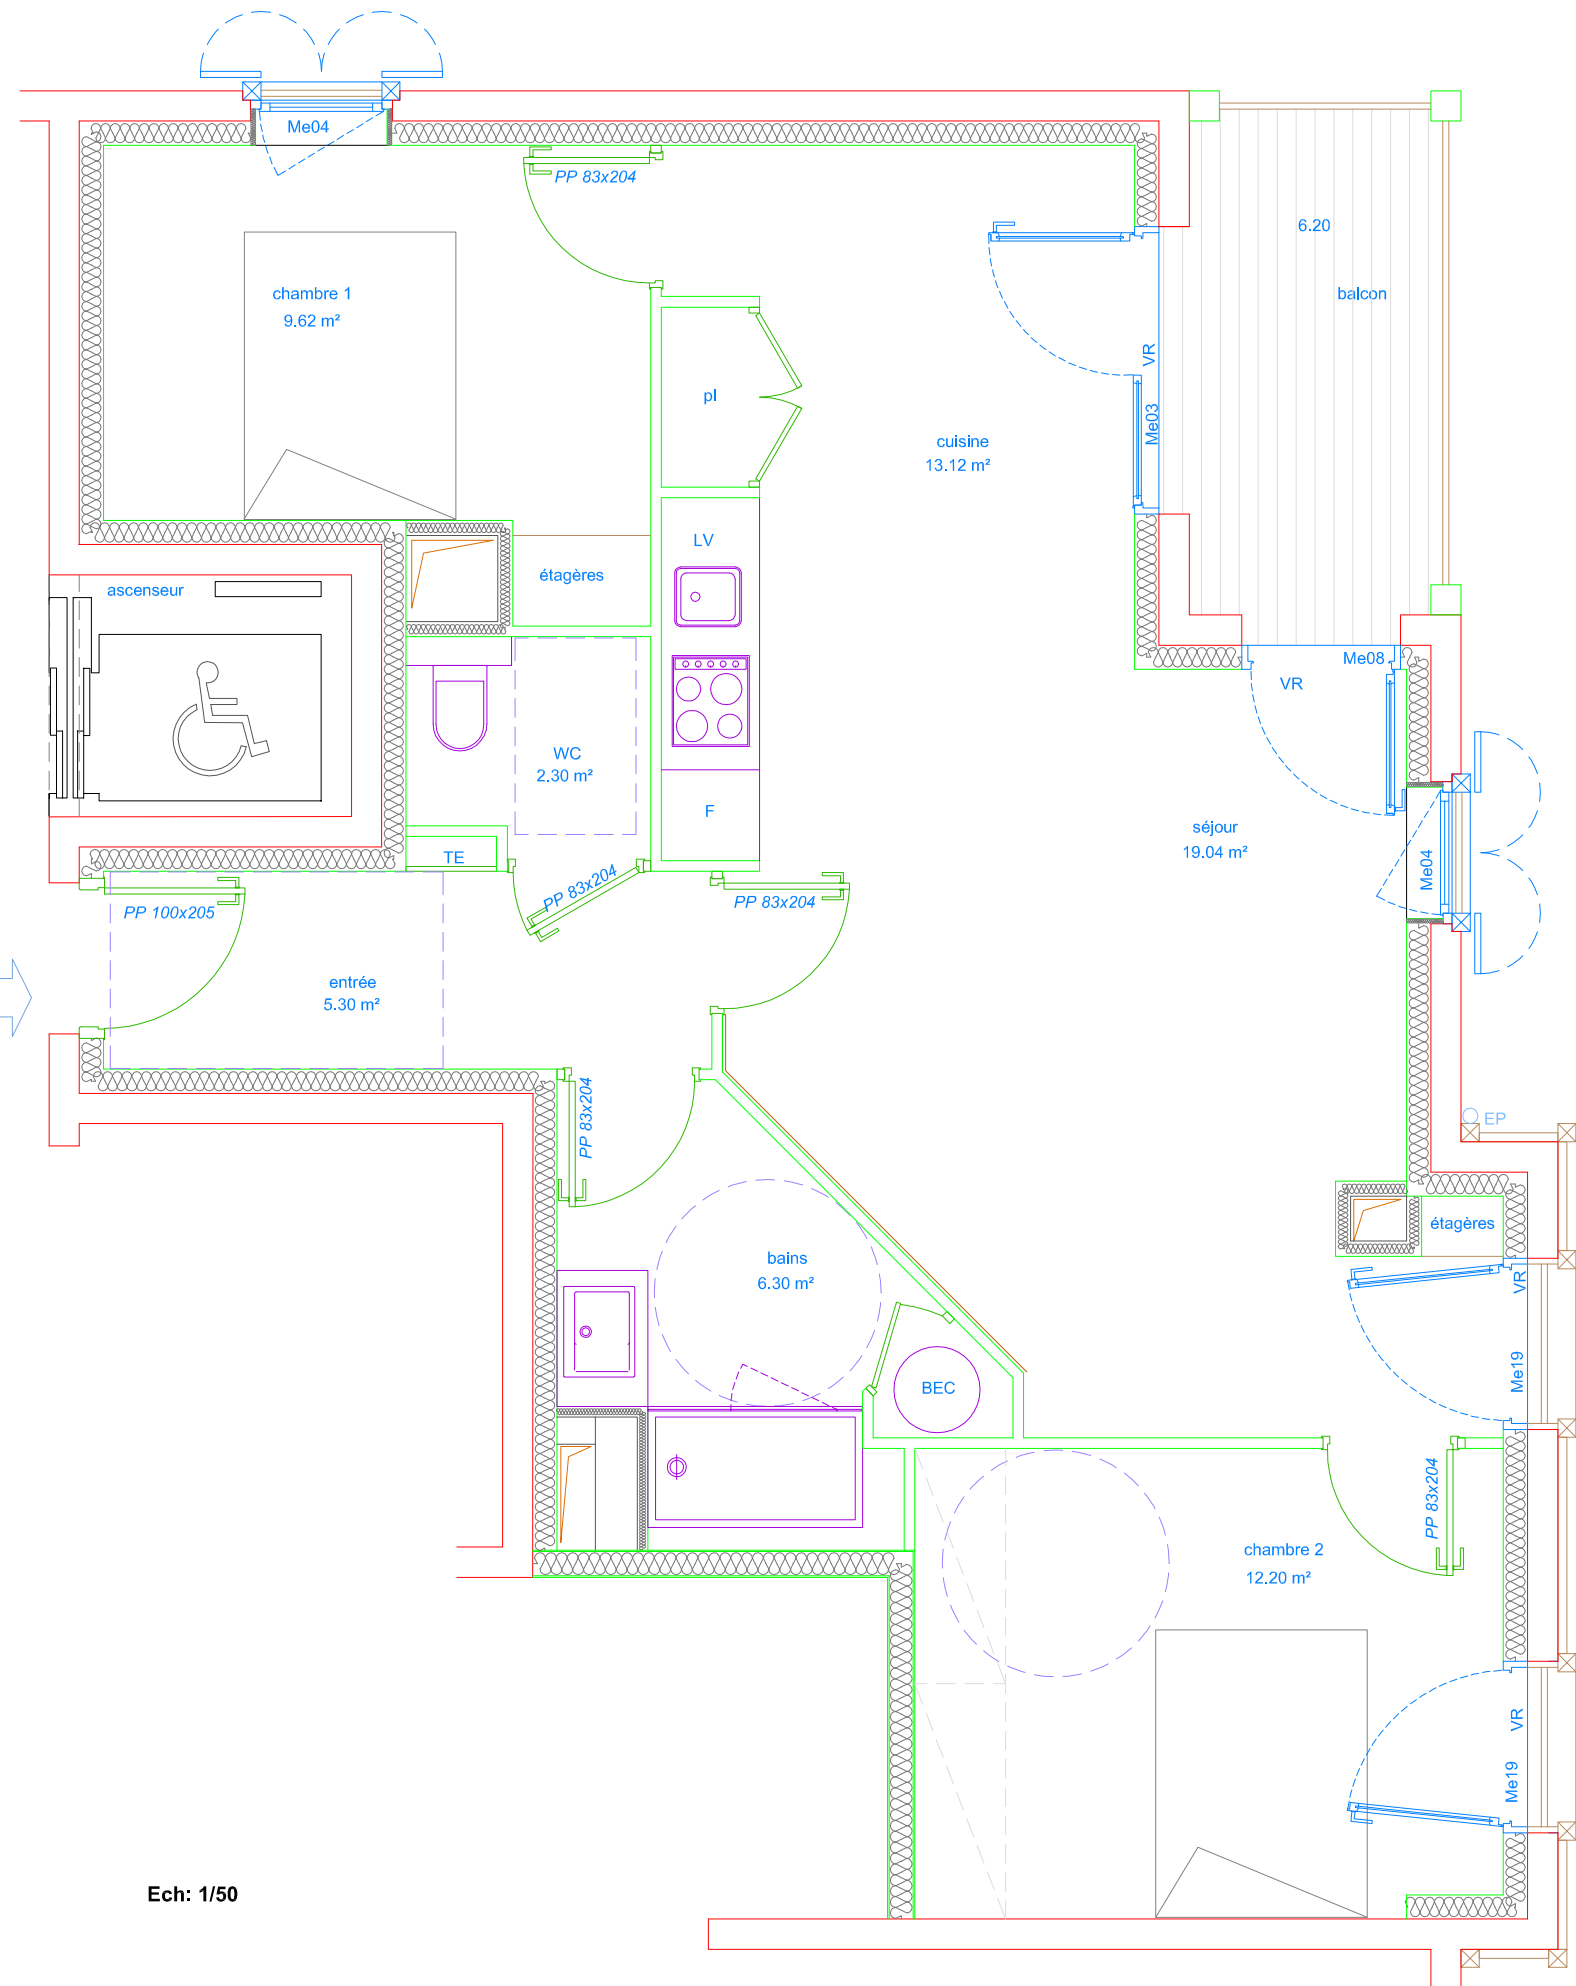 Me04
PP 83x204
6.20
balcon
chambre 1
9.62 m²
VR
Me03
pl
cuisine
13.12 m²
LV
étagères
ascenseur
Me08
VR
WC
2.30 m²
F
séjour
19.04 m²
Me04
TE
PP 83x204
PP 83x204
PP 100x205
entrée
5.30 m²
PP 83x204
EP
étagères
bains
6.30 m²
VR
Me19
BEC
PP 83x204
chambre 2
12.20 m²
VR
Me19
Ech: 1/50